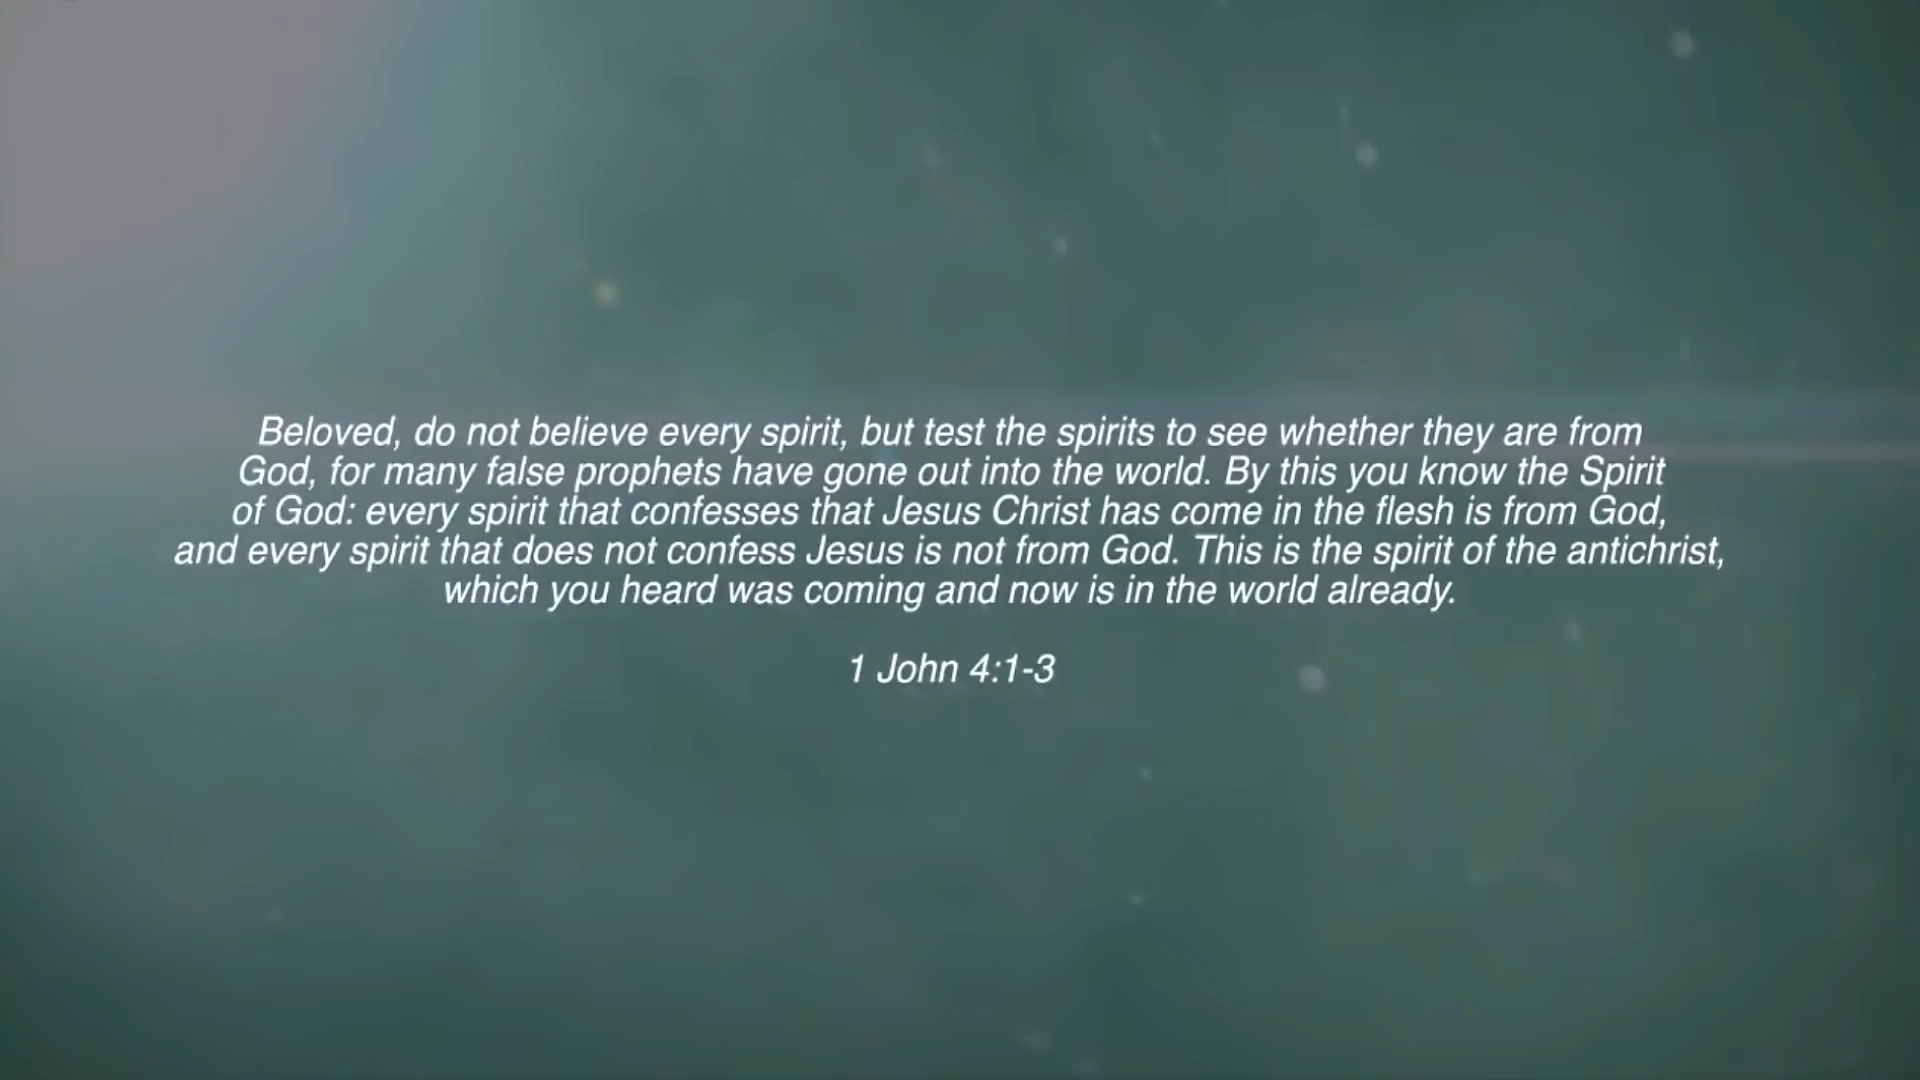 Beloved, do not believe every spirit, but test the spirits to see whether they are from
God, for many false prophets have gone out into the world. By this you know the Spirit
of God: every spirit that confesses that Jesus Christ has come in the flesh is from God,
and every spirit that does not confess Jesus is not from God. This is the spirit of the antichrist,
which you heard was coming and now is in the world already.
1 John 4:1-3